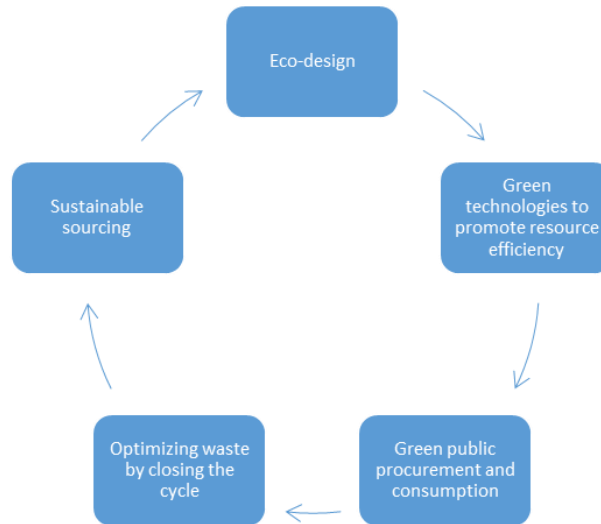 Eco-design
Green
technologies to
promote resource
efficiency
Green public
procurement and
consumption
Optimizing waste
by closing the
cycle
Sustainable
sourcing